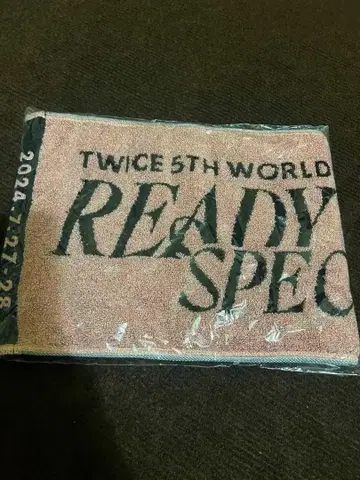 TWICE 5TH WORLD
READY
SPEC
2024.7.27-28